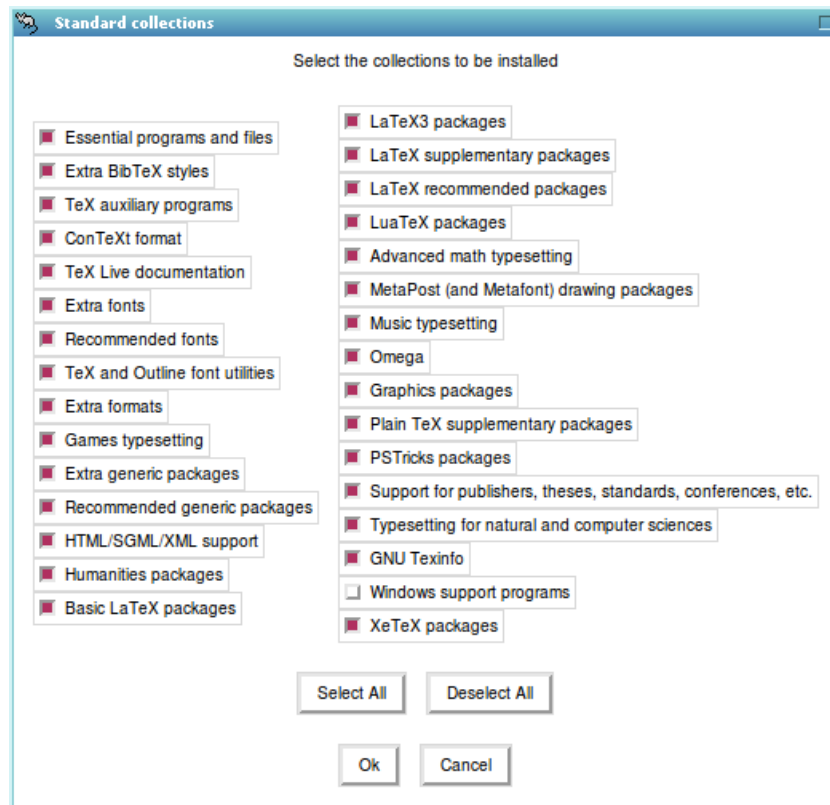 Standard collections
Select the collections to be installed
Essential programs and files
Extra BibTeX styles
TeX auxiliary programs
ConTeXt format
TeX Live documentation
Extra fonts
Recommended fonts
TeX and Outline font utilities
Extra formats
Games typesetting
Extra generic packages
Recommended generic packages
HTML/SGML/XML support
Humanities packages
Basic LaTeX packages
LaTeX3 packages
LaTeX supplementary packages
LaTeX recommended packages
LuaTeX packages
Advanced math typesetting
MetaPost (and Metafont) drawing packages
Music typesetting
Omega
Graphics packages
Plain TeX supplementary packages
PSTricks packages
Support for publishers, theses, standards, conferences, etc.
Typesetting for natural and computer sciences
GNU Texinfo
Windows support programs
XeTeX packages
Select All
Deselect All
Ok
Cancel